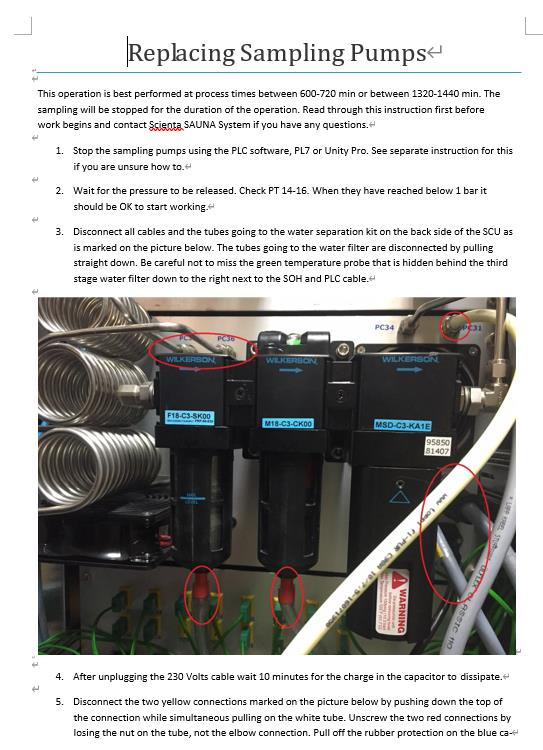 Replacing Sampling Pumps
This operation is best performed at process times between 600-720 min or between 1320-1440 min. The
sampling will be stopped for the duration of the operation. Read through this instruction first before
work begins and contact Scienta SAUNA System if you have any questions.
1. Stop the sampling pumps using the PLC software, PL7 or Unity Pro. See separate instruction for this
if you are unsure how to.
2. Wait for the pressure to be released. Check PT 14-16. When they have reached below 1 bar it
should be OK to start working.
3. Disconnect all cables and the tubes going to the water separation kit on the back side of the SCU as
is marked on the picture below. The tubes going to the water filter are disconnected by pulling
straight down. Be careful not to miss the green temperature probe that is hidden behind the third
stage water filter down to the right next to the SOH and PLC cable.
PC36
PC34
PC31
WILKERSON
WILKERSON
WILKERSON
F18-C3-SK00
M18-C3-CK00
MSD-C3-KA1E
95850
81407
WARNING
4. After unplugging the 230 Volts cable wait 10 minutes for the charge in the capacitor to dissipate.
5. Disconnect the two yellow connections marked on the picture below by pushing down the top of
the connection while simultaneous pulling on the white tube. Unscrew the two red connections by
losing the nut on the tube, not the elbow connection. Pull off the rubber protection on the blue ca-